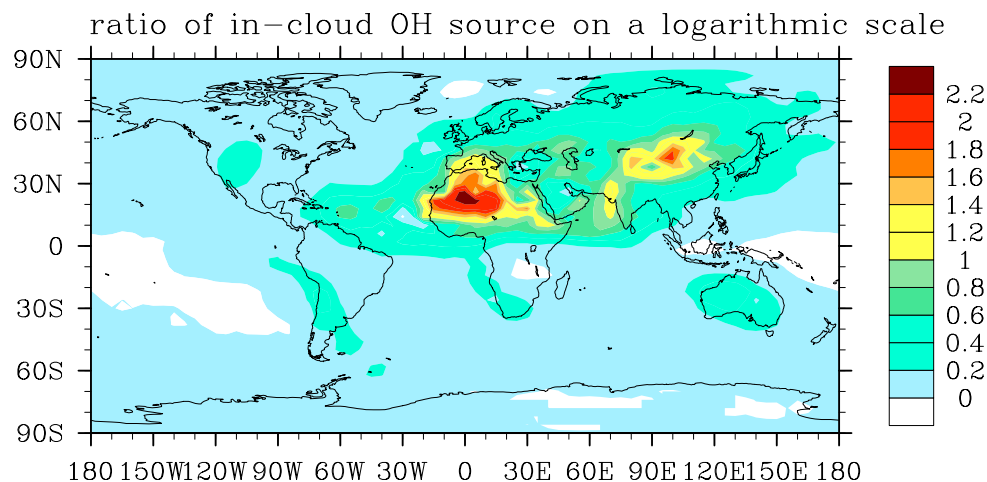 ratio of in−cloud OH source on a logarithmic scale
90N
60N
30N
0
30S
60S
90S
180 150W120W 90W 60W 30W 0 30E 60E 90E 120E150E 180
2.2
2
1.8
1.6
1.4
1.2
1
0.8
0.6
0.4
0.2
0